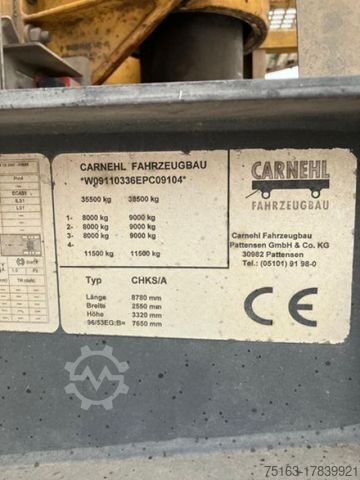 CARNEHL FAHRZEUGBAU
*W09110336EPC09104*
35500 kg 38500 kg
1- 8000 kg 9000 kg
2- 8000 kg 9000 kg
3- 8000 kg 9000 kg
11500 kg 11500 kg
Typ CHKS/A
Länge 8780 mm
Breite 2550 mm
Höhe 3320 mm
96/53EG:B= 7650 mm
CARNEHL
FAHRZEUGBAU
Carnehl Fahrzeugbau
Pattensen GmbH & Co. KG
30982 Pattensen
Tel.: (05101) 91 98-0
CE
75163-17839921